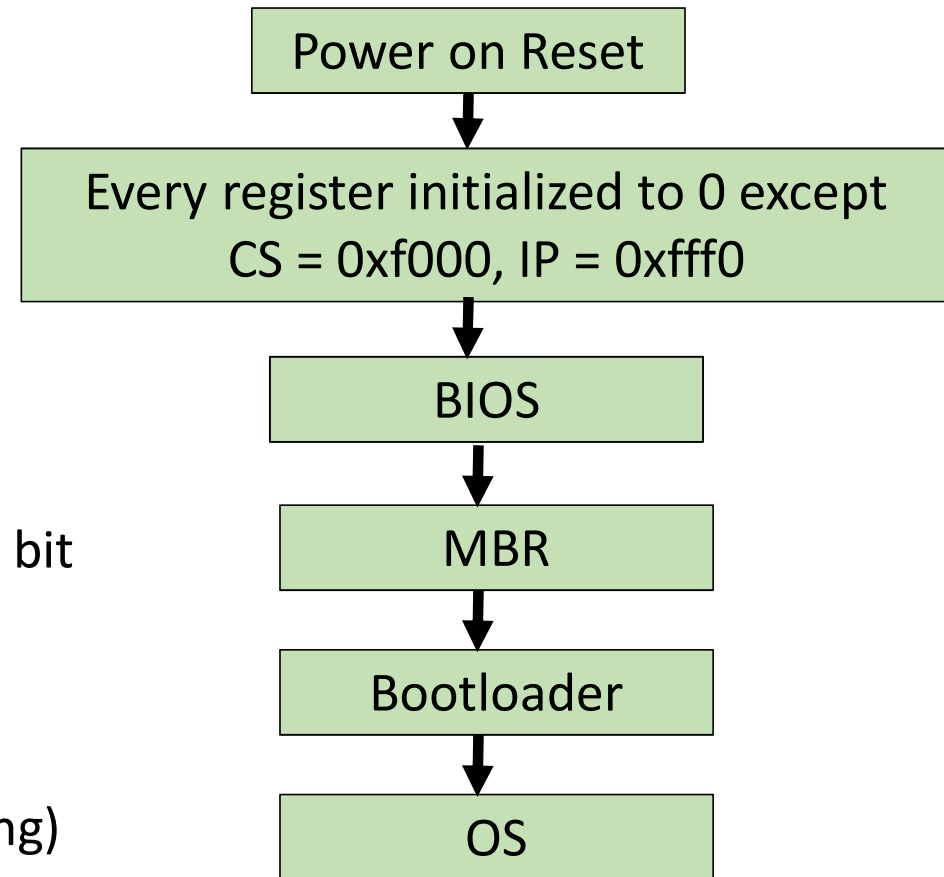 Power on Reset
Every register initialized to 0 except
CS = 0xf000, IP = 0xfff0
BIOS
bit
MBR
Bootloader
ng)
OS